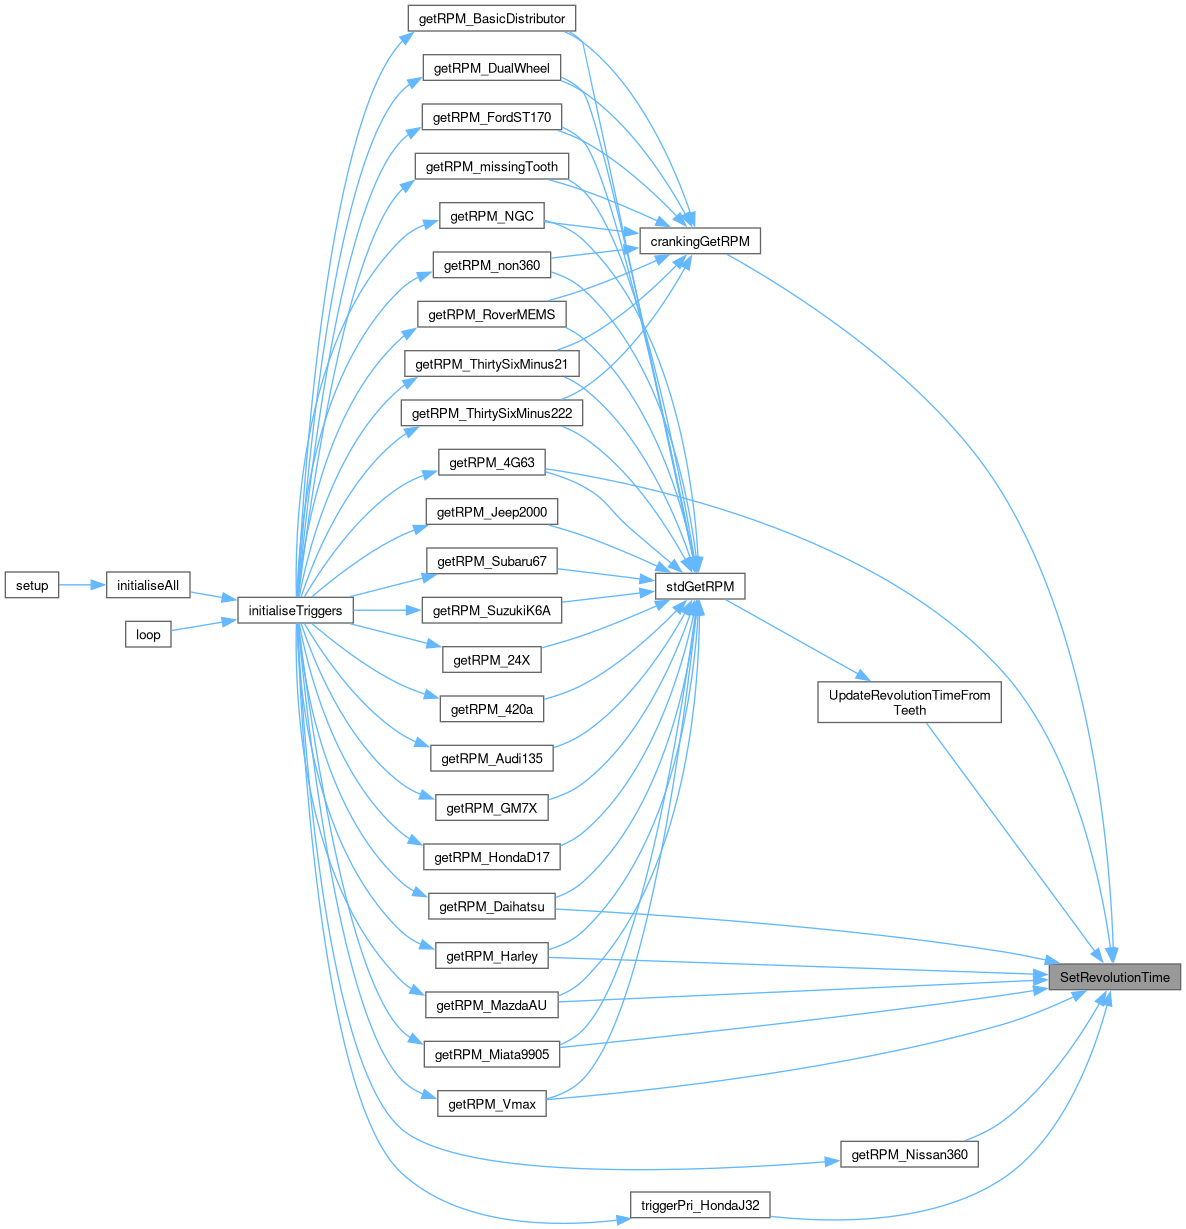 getRPM_BasicDistributor
getRPM_DualWheel
getRPM_FordST170
getRPM_missingTooth
getRPM_NGC
crankingGetRPM
getRPM_non360
getRPM_RoverMEMS
getRPM_ThirtySixMinus21
getRPM_ThirtySixMinus222
getRPM_4G63
getRPM_Jeep2000
getRPM_Subaru67
setup
initialiseAll
stdGetRPM
initialiseTriggers
getRPM_SuzukiK6A
loop
getRPM_24X
UpdateRevolutionTimeFrom
Teeth
getRPM_420a
getRPM_Audi135
getRPM_GM7X
getRPM_HondaD17
getRPM_Daihatsu
getRPM_Harley
SetRevolutionTime
getRPM_MazdaAU
getRPM_Miata9905
getRPM_Vmax
getRPM_Nissan360
triggerPri_HondaJ32